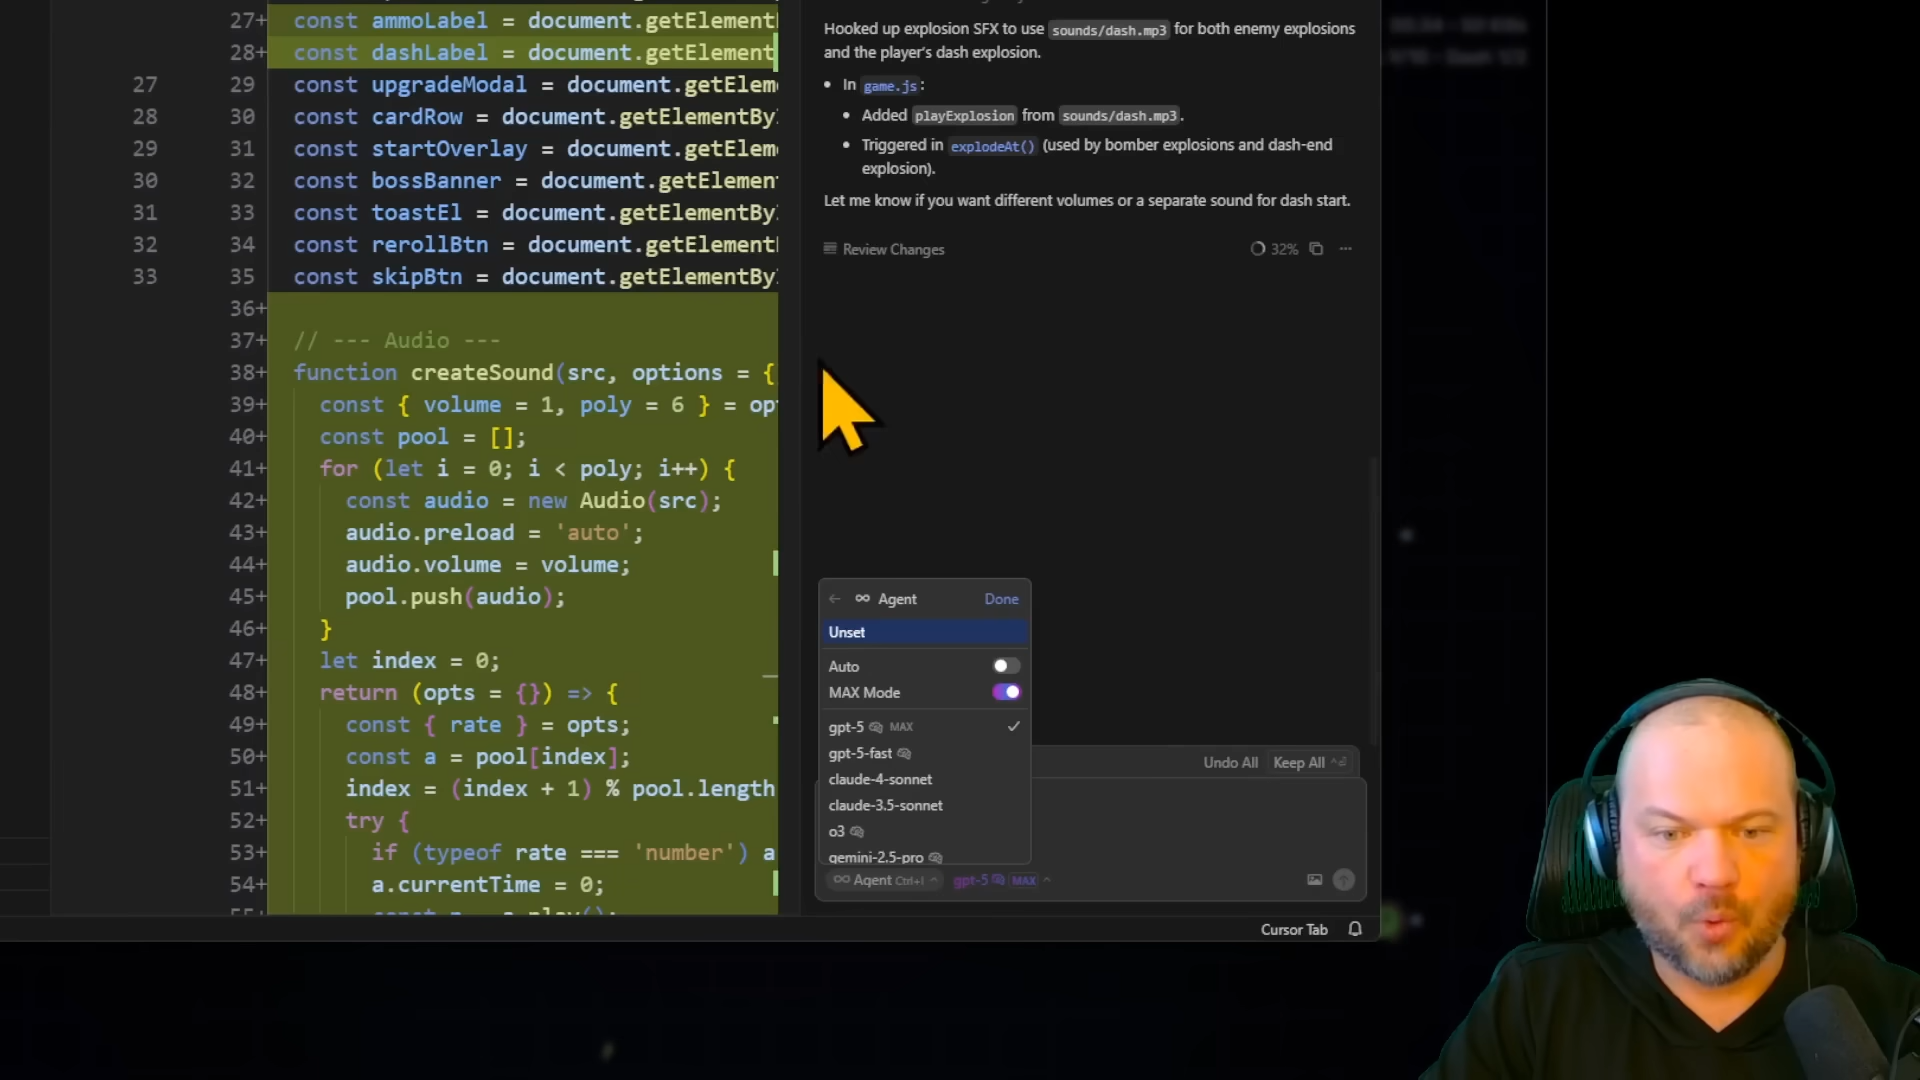 27+ const ammoLabel = document.getElement
28+ const dashLabel = document.getElement
27 29 const upgradeModal = document.getElem
28 30 const cardRow = document.getElementBy
29 31 const startOverlay = document.getElem
30 32 const bossBanner = document.getElement
31 33 const toastEl = document.getElementBy
32 34 const rerollBtn = document.getElement
33 35 const skipBtn = document.getElementBy
36+
37+ // --- Audio ---
38+ function createSound(src, options = {
39+ const { volume = 1, poly = 6 } = op
40+ const pool = [];
41+ for (let i = 0; i < poly; i++) {
42+ const audio = new Audio(src);
43+ audio.preload = 'auto';
44+ audio.volume = volume;
45+ pool.push(audio);
46+ }
47+ let index = 0;
48+ return (opts = {}) => {
49+ const { rate } = opts;
50+ const a = pool[index];
51+ index = (index + 1) % pool.length
52+ try {
53+ if (typeof rate === 'number') a
54+ a.currentTime = 0;
Hooked up explosion SFX to use sounds/dash.mp3 for both enemy explosions
and the player's dash explosion.
• In game.js:
• Added playExplosion from sounds/dash.mp3.
• Triggered in explodeAt() (used by bomber explosions and dash-end
explosion).
Let me know if you want different volumes or a separate sound for dash start.
Review Changes
32%
Agent Done
Unset
Auto
MAX Mode
gpt-5 MAX
gpt-5-fast
claude-4-sonnet
claude-3.5-sonnet
o3
gemini-2.5-pro
Undo All Keep All
Agent Ctrl+I gpt-5 MAX
Cursor Tab